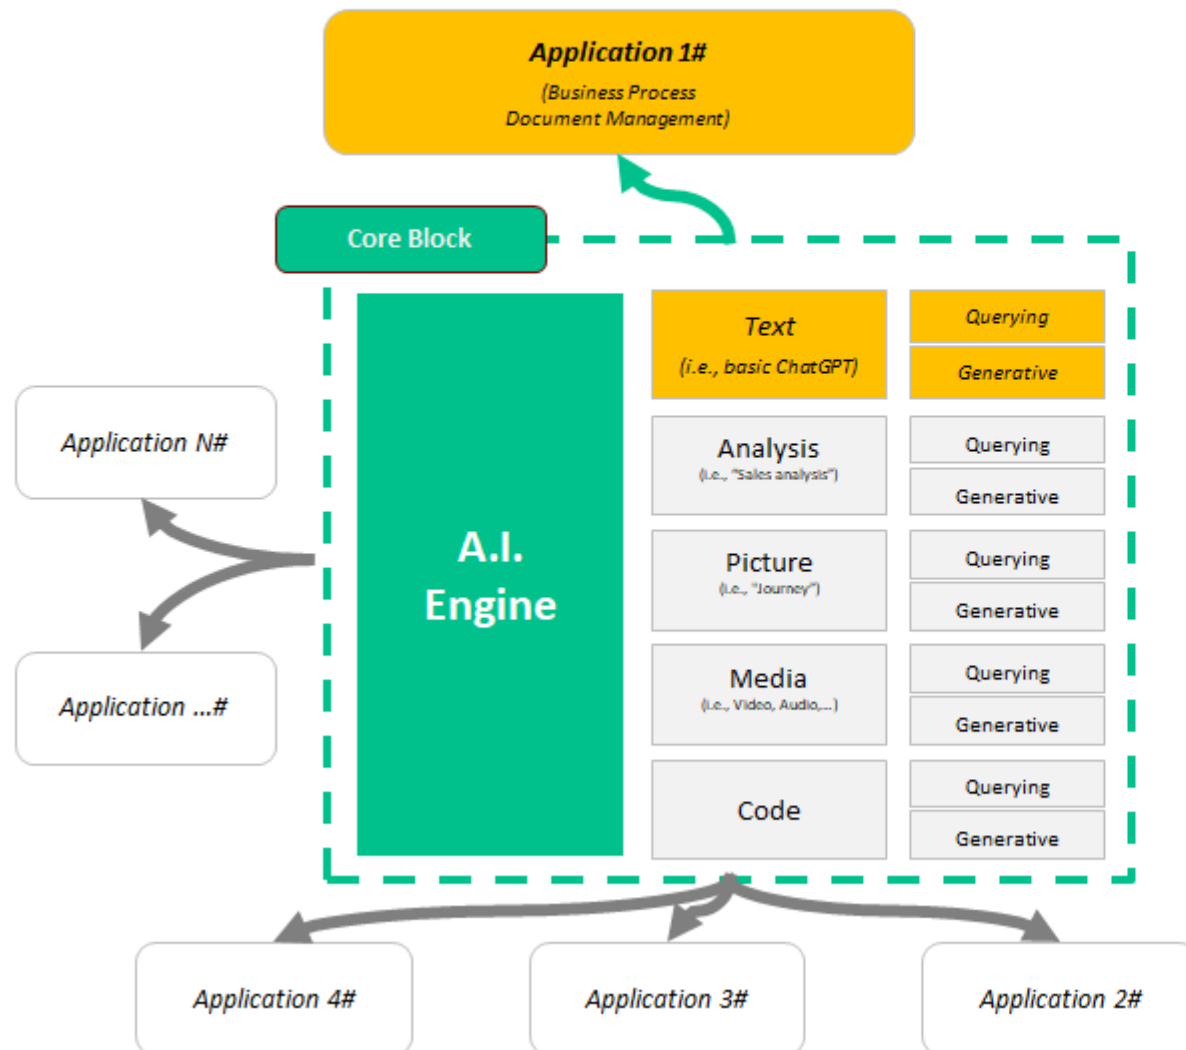 Application 1#
(Business Process
Document Management)
Core Block
A.I.
Engine
Text
(i.e., basic ChatGPT)
Querying
Generative
Analysis
(i.e., "Sales analysis")
Querying
Generative
Picture
(i.e., "Journey")
Querying
Generative
Media
(i.e., Video, Audio,...)
Querying
Generative
Code
Querying
Generative
Application N#
Application ...#
Application 4#
Application 3#
Application 2#